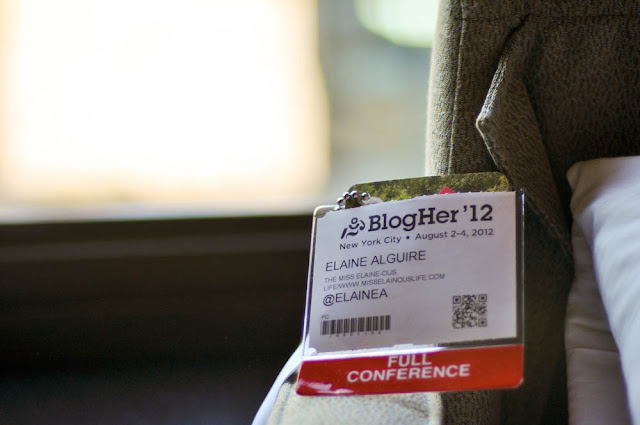 BlogHer '12
New York City • August 2-4, 2012
ELAINE ALGUIRE
THE MISS ELAINE-OUS
LIFE/WWW.MISSELAINOUSLIFE.COM
@ELAINEA
FC
FULL
CONFERENCE